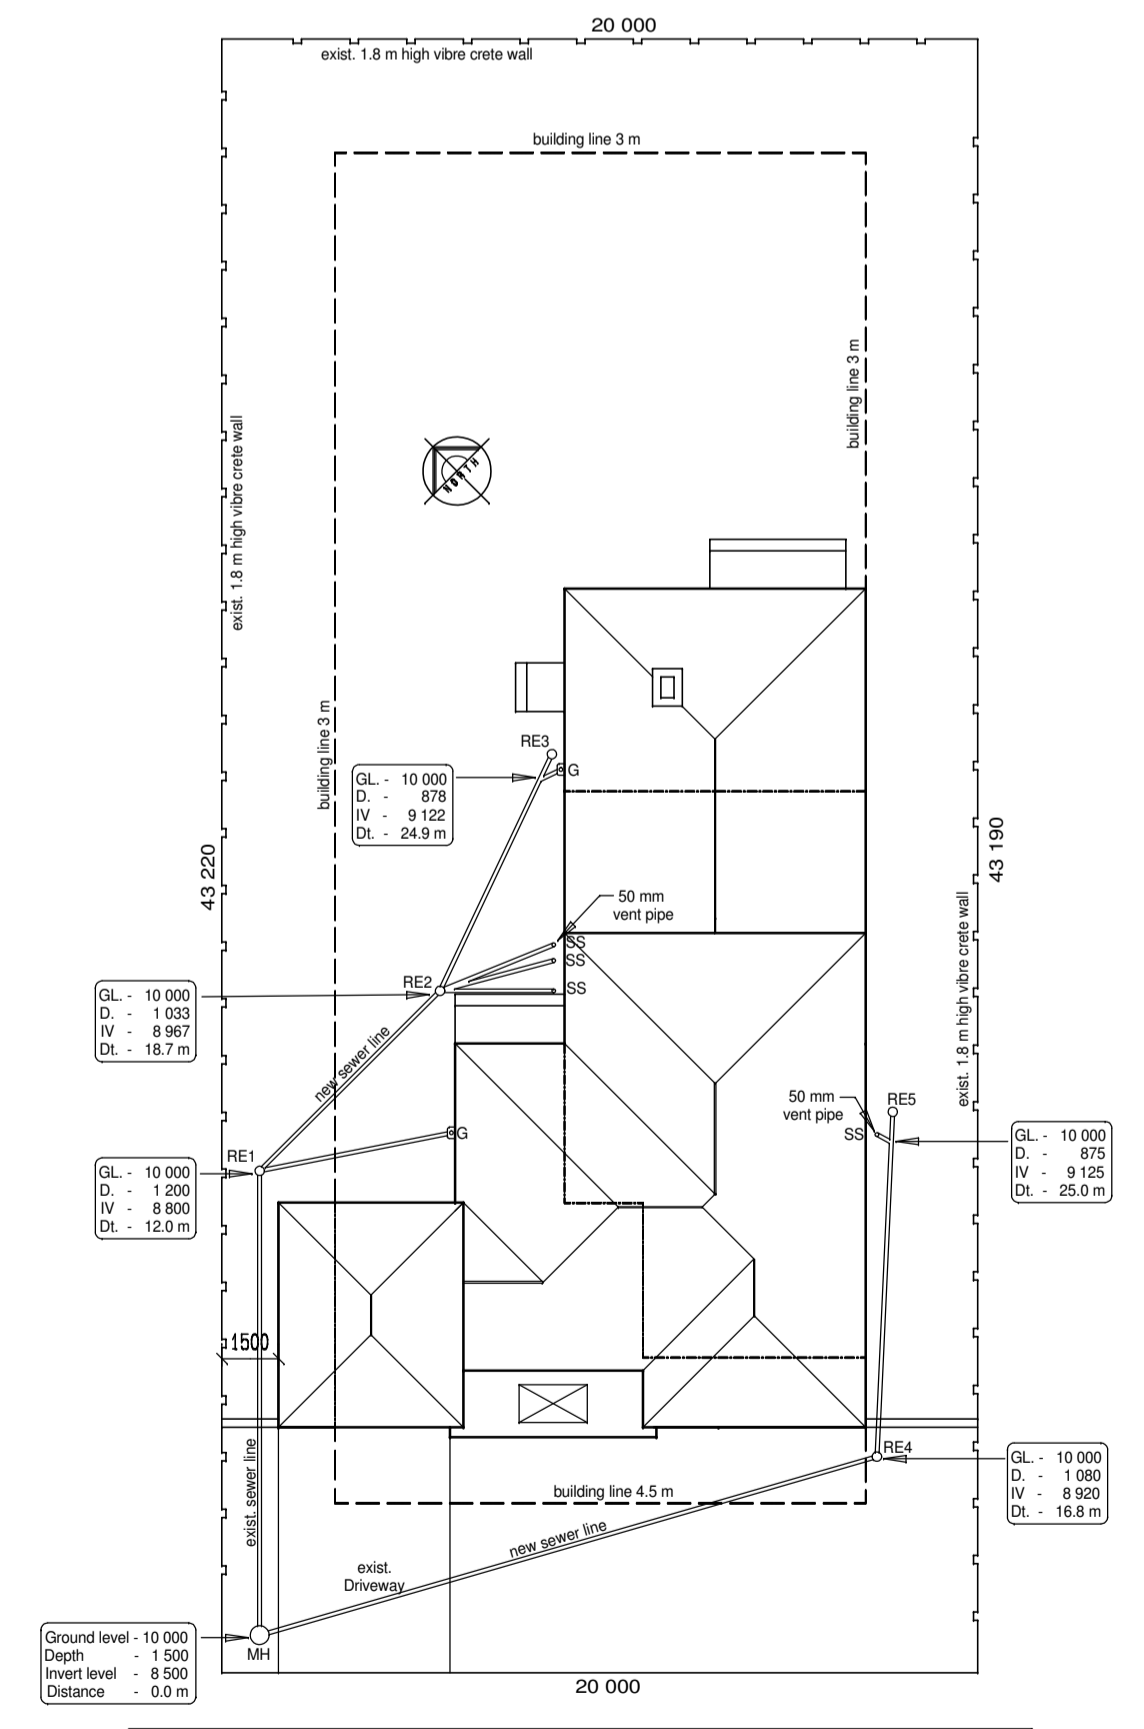 20 000
exist. 1.8 m high vibre crete wall
building line 3 m
building line 3 m
exist. 1.8 m high vibre crete wall
NORTH
building line 3 m
RE3
G
GL. - 10 000
D. - 878
IV - 9 122
Dt. - 24.9 m
43 220
43 190
50 mm
vent pipe
SS
SS
SS
RE2
GL. - 10 000
D. - 1 033
IV - 8 967
Dt. - 18.7 m
exist. 1.8 m high vibre crete wall
new sewer line
50 mm
vent pipe
RE5
SS
G
GL. - 10 000
D. - 875
IV - 9 125
Dt. - 25.0 m
RE1
GL. - 10 000
D. - 1 200
IV - 8 800
Dt. - 12.0 m
1500
exist. sewer line
RE4
GL. - 10 000
D. - 1 080
IV - 8 920
Dt. - 16.8 m
building line 4.5 m
new sewer line
exist.
Driveway
Ground level - 10 000
Depth - 1 500
Invert level - 8 500
Distance - 0.0 m
MH
20 000